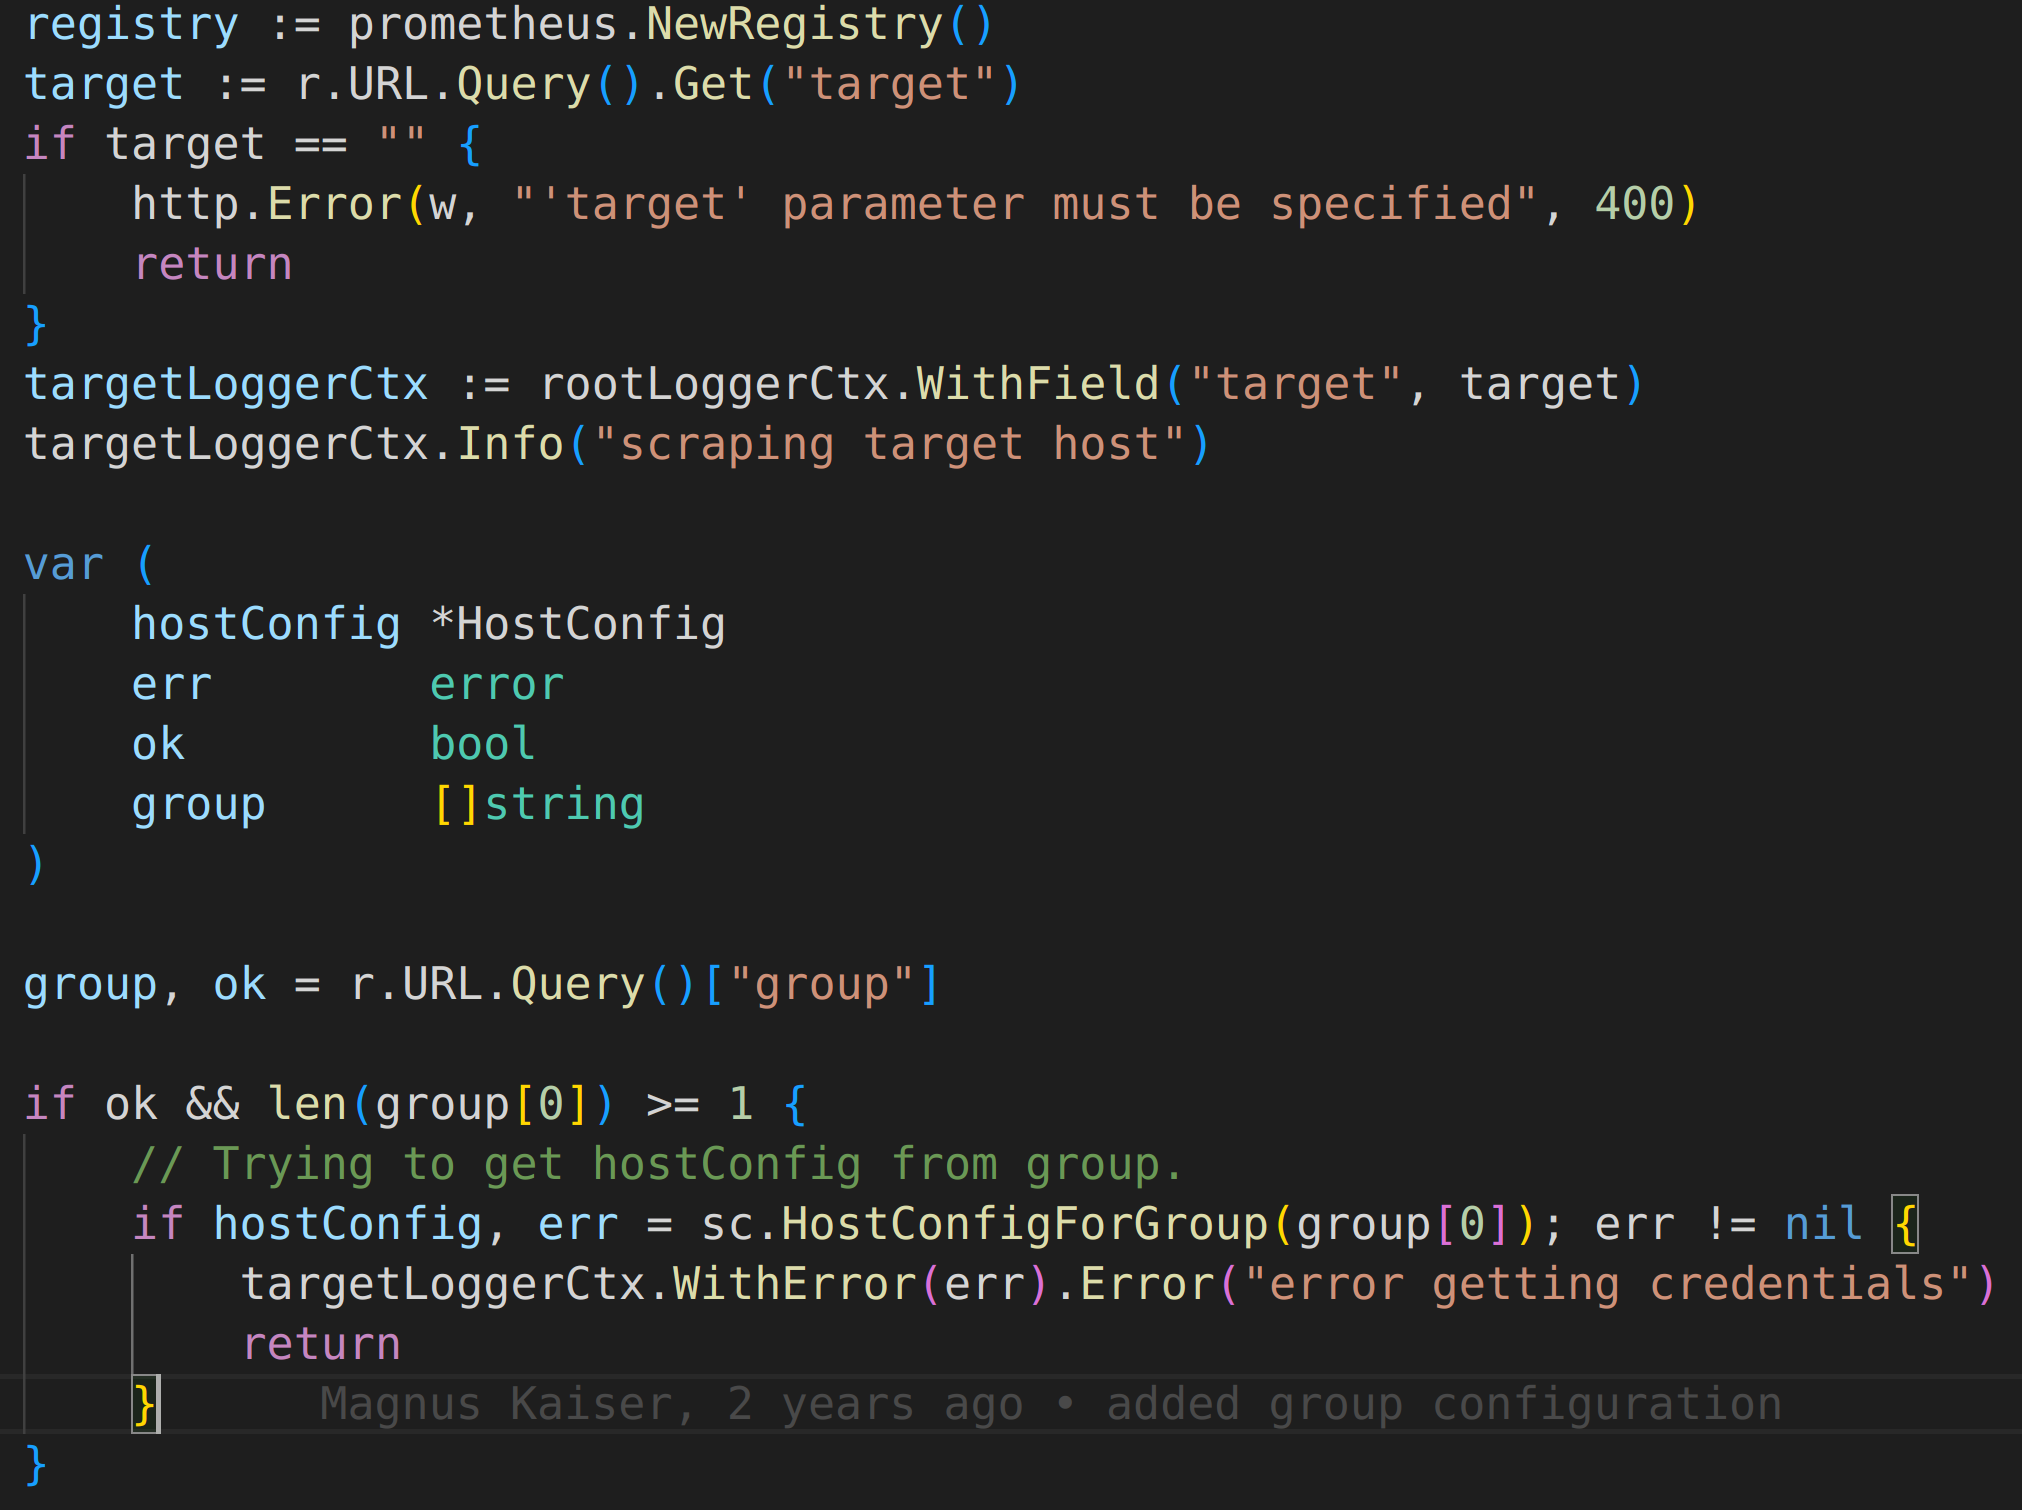 registry := prometheus.NewRegistry()
target := r.URL.Query().Get("target")
if target == "" {
    http.Error(w, "'target' parameter must be specified", 400)
    return
}
targetLoggerCtx := rootLoggerCtx.WithField("target", target)
targetLoggerCtx.Info("scraping target host")

var (
    hostConfig *HostConfig
    err        error
    ok         bool
    group      []string
)

group, ok = r.URL.Query()["group"]

if ok && len(group[0]) >= 1 {
    // Trying to get hostConfig from group.
    if hostConfig, err = sc.HostConfigForGroup(group[0]); err != nil {
        targetLoggerCtx.WithError(err).Error("error getting credentials")
        return
    }      Magnus Kaiser, 2 years ago • added group configuration
}